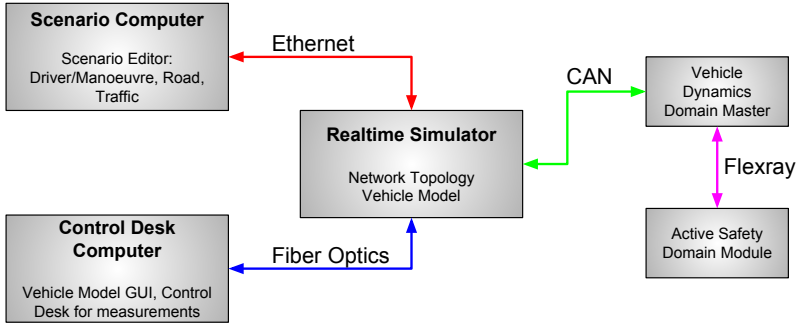 Scenario Computer
Scenario Editor:
Driver/Manoeuvre, Road,
Traffic
Ethernet
CAN
Vehicle
Dynamics
Domain Master
Realtime Simulator
Network Topology
Vehicle Model
Flexray
Control Desk
Computer
Vehicle Model GUI, Control
Desk for measurements
Fiber Optics
Active Safety
Domain Module